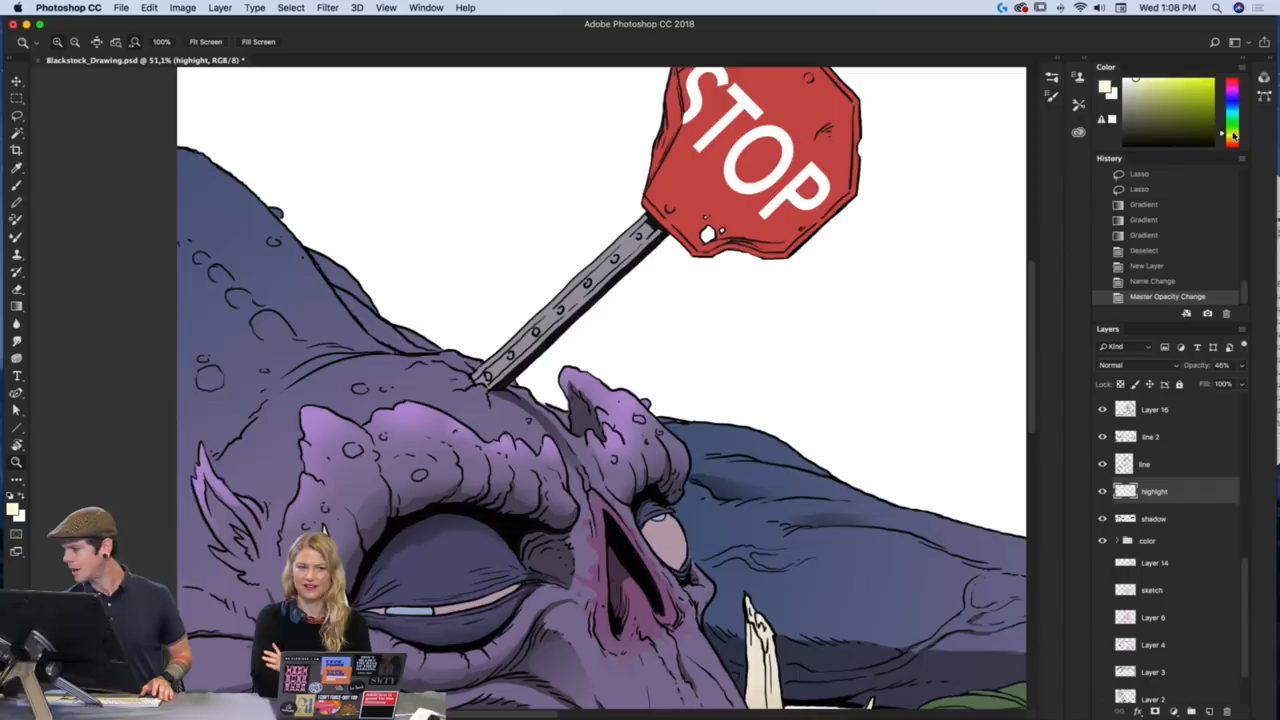 Photoshop CC File Edit Image Layer Type Select Filter 3D View Window Help Wed 1:08 PM
Adobe Photoshop CC 2018
100% Fit Screen Fill Screen
Blackstock_Drawing.psd @ 51,1% (highight, RGB/8) *
Color
History
Lasso
Lasso
Gradient
Gradient
Gradient
Deselect
New Layer
Name Change
Master Opacity Change
Layers
Kind
Normal Opacity: 46%
Lock: Fill: 100%
Layer 16
line 2
line
highlight
shadow
color
Layer 14
sketch
Layer 6
Layer 4
Layer 3
Layer 2
STOP